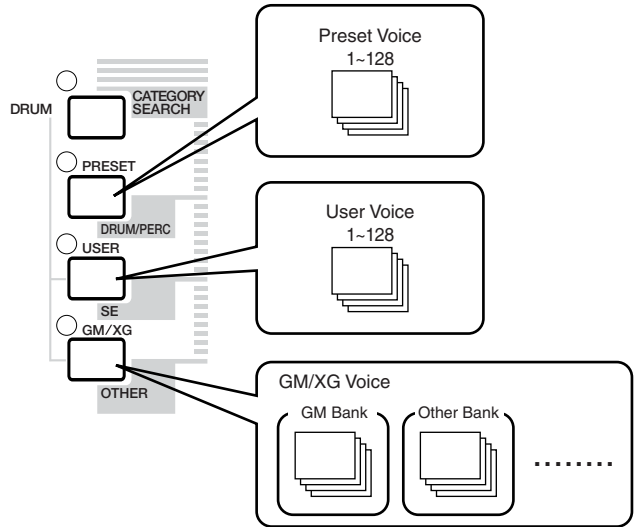 Preset Voice
1~128
DRUM
CATEGORY
SEARCH
PRESET
DRUM/PERC
USER
User Voice
1~128
SE
GM/XG
OTHER
GM/XG Voice
GM Bank
Other Bank
........